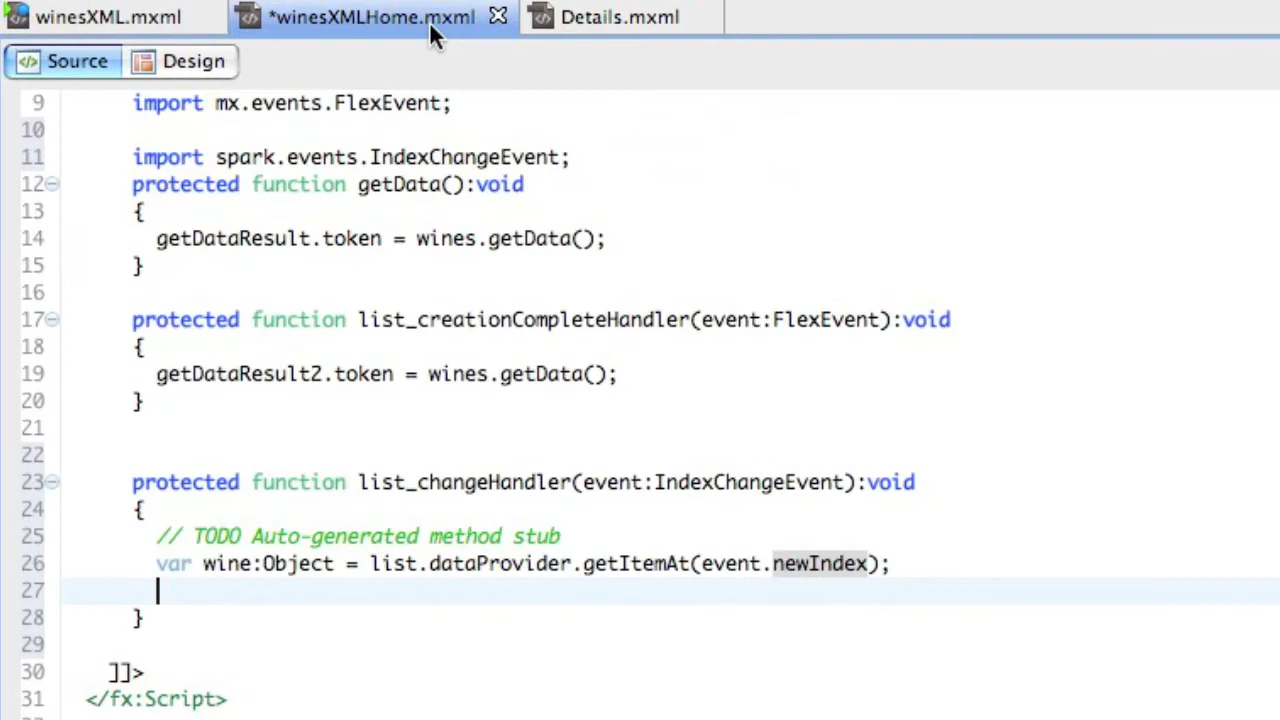 winesXML.mxml *winesXMLHome.mxml Details.mxml
Source Design
9 import mx.events.FlexEvent;
10
11 import spark.events.IndexChangeEvent;
12 protected function getData():void
13 {
14 getDataResult.token = wines.getData();
15 }
16
17 protected function list_creationCompleteHandler(event:FlexEvent):void
18 {
19 getDataResult2.token = wines.getData();
20 }
21
22
23 protected function list_changeHandler(event:IndexChangeEvent):void
24 {
25 // TODO Auto-generated method stub
26 var wine:Object = list.dataProvider.getItemAt(event.newIndex);
27
28 }
29
30 ]]>
31 </fx:Script>